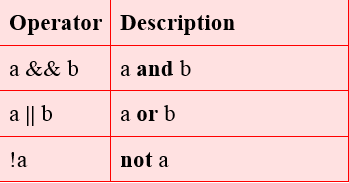 Operator Description
a && b a and b
a || b a or b
!a not a